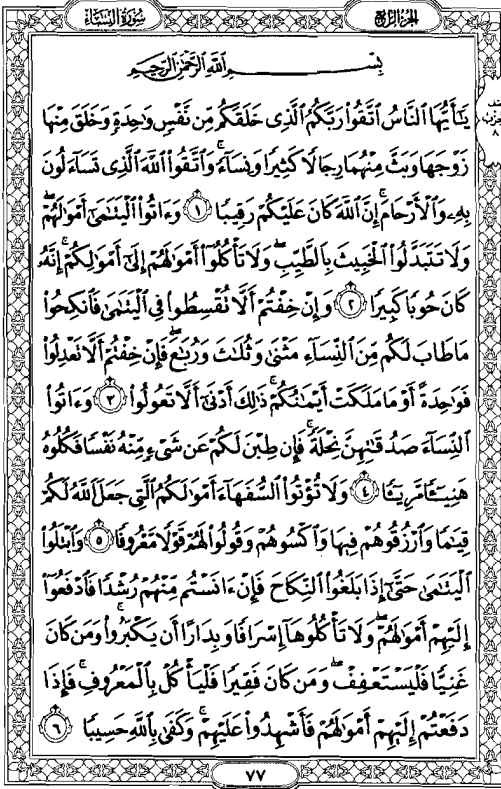 الجزء الرابع
سورة النساء
بِسْمِ ٱللَّهِ ٱلرَّحْمَٰنِ ٱلرَّحِيمِ
يَٰٓأَيُّهَا ٱلنَّاسُ ٱتَّقُوا۟ رَبَّكُمُ ٱلَّذِى خَلَقَكُم مِّن نَّفْسٍ وَٰحِدَةٍ وَخَلَقَ مِنْهَا
زَوْجَهَا وَبَثَّ مِنْهُمَا رِجَالًا كَثِيرًا وَنِسَآءً ۚ وَٱتَّقُوا۟ ٱللَّهَ ٱلَّذِى تَسَآءَلُونَ
بِهِۦ وَٱلْأَرْحَامَ ۚ إِنَّ ٱللَّهَ كَانَ عَلَيْكُمْ رَقِيبًا ١ وَءَاتُوا۟ ٱلْيَتَٰمَىٰٓ أَمْوَٰلَهُمْ ۖ
وَلَا تَتَبَدَّلُوا۟ ٱلْخَبِيثَ بِٱلطَّيِّبِ ۖ وَلَا تَأْكُلُوٓا۟ أَمْوَٰلَهُمْ إِلَىٰٓ أَمْوَٰلِكُمْ ۚ إِنَّهُۥ
كَانَ حُوبًا كَبِيرًا ٢ وَإِنْ خِفْتُمْ أَلَّا تُقْسِطُوا۟ فِى ٱلْيَتَٰمَىٰ فَٱنكِحُوا۟
مَا طَابَ لَكُم مِّنَ ٱلنِّسَآءِ مَثْنَىٰ وَثُلَٰثَ وَرُبَٰعَ ۖ فَإِنْ خِفْتُمْ أَلَّا تَعْدِلُوا۟
فَوَٰحِدَةً أَوْ مَا مَلَكَتْ أَيْمَٰنُكُمْ ۚ ذَٰلِكَ أَدْنَىٰٓ أَلَّا تَعُولُوا۟ ٣ وَءَاتُوا۟
ٱلنِّسَآءَ صَدُقَٰتِهِنَّ نِحْلَةً ۚ فَإِن طِبْنَ لَكُمْ عَن شَىْءٍ مِّنْهُ نَفْسًا فَكُلُوهُ
هَنِيٓـًٔا مَّرِيٓـًٔا ٤ وَلَا تُؤْتُوا۟ ٱلسُّفَهَآءَ أَمْوَٰلَكُمُ ٱلَّتِى جَعَلَ ٱللَّهُ لَكُمْ
قِيَٰمًا وَٱرْزُقُوهُمْ فِيهَا وَٱكْسُوهُمْ وَقُولُوا۟ لَهُمْ قَوْلًا مَّعْرُوفًا ٥ وَٱبْتَلُوا۟
ٱلْيَتَٰمَىٰ حَتَّىٰٓ إِذَا بَلَغُوا۟ ٱلنِّكَاحَ فَإِنْ ءَانَسْتُم مِّنْهُمْ رُشْدًا فَٱدْفَعُوٓا۟
إِلَيْهِمْ أَمْوَٰلَهُمْ ۖ وَلَا تَأْكُلُوهَآ إِسْرَافًا وَبِدَارًا أَن يَكْبَرُوا۟ ۚ وَمَن كَانَ
غَنِيًّا فَلْيَسْتَعْفِفْ ۖ وَمَن كَانَ فَقِيرًا فَلْيَأْكُلْ بِٱلْمَعْرُوفِ ۚ فَإِذَا
دَفَعْتُمْ إِلَيْهِمْ أَمْوَٰلَهُمْ فَأَشْهِدُوا۟ عَلَيْهِمْ ۚ وَكَفَىٰ بِٱللَّهِ حَسِيبًا ٦
٧٧